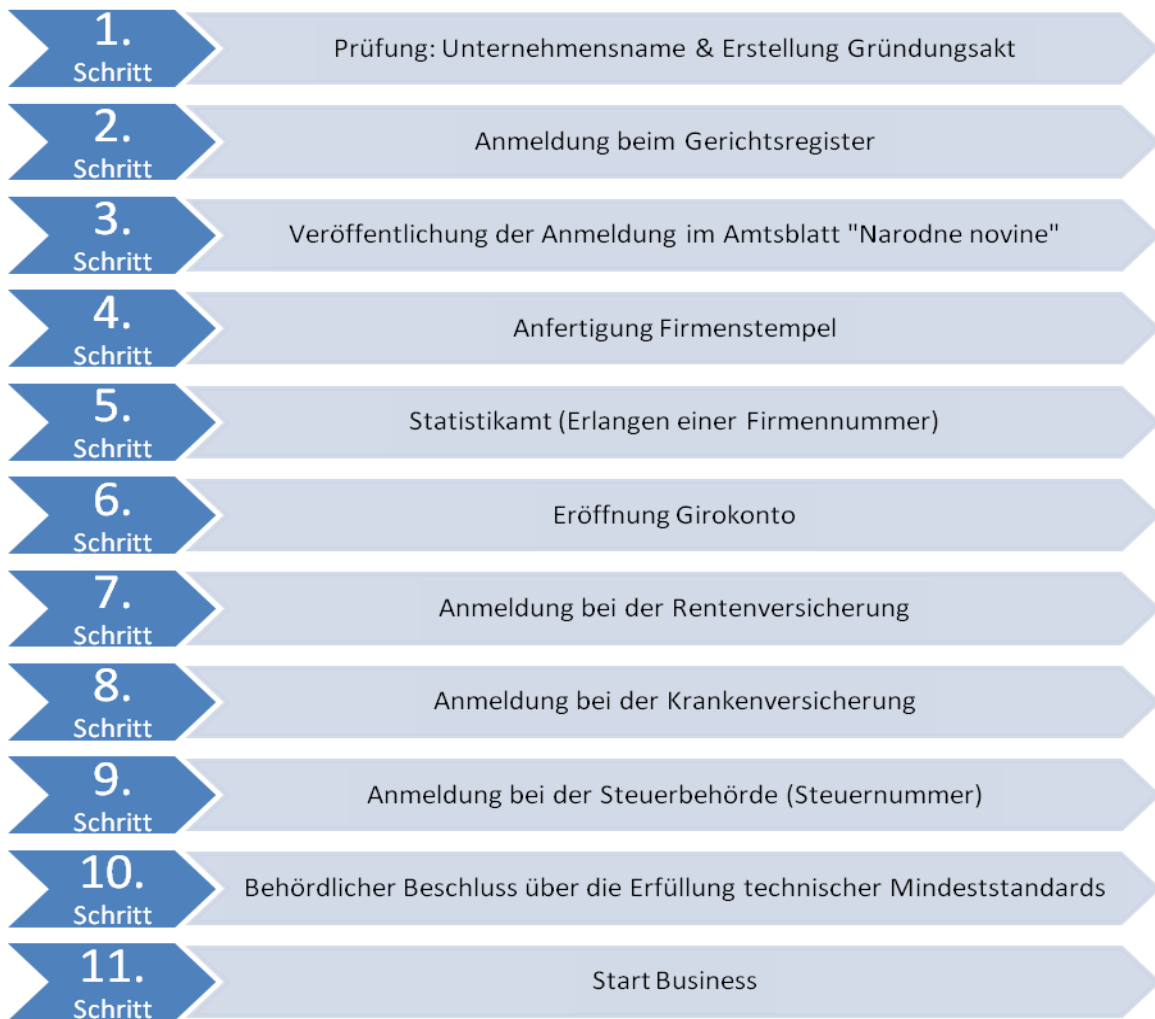 1.
Schritt
Prüfung: Unternehmensname & Erstellung Gründungsakt
2.
Schritt
Anmeldung beim Gerichtsregister
3.
Schritt
Veröffentlichung der Anmeldung im Amtsblatt "Narodne novine"
4.
Schritt
Anfertigung Firmenstempel
5.
Schritt
Statistikamt (Erlangen einer Firmennummer)
6.
Schritt
Eröffnung Girokonto
7.
Schritt
Anmeldung bei der Rentenversicherung
8.
Schritt
Anmeldung bei der Krankenversicherung
9.
Schritt
Anmeldung bei der Steuerbehörde (Steuernummer)
10.
Schritt
Behördlicher Beschluss über die Erfüllung technischer Mindeststandards
11.
Schritt
Start Business